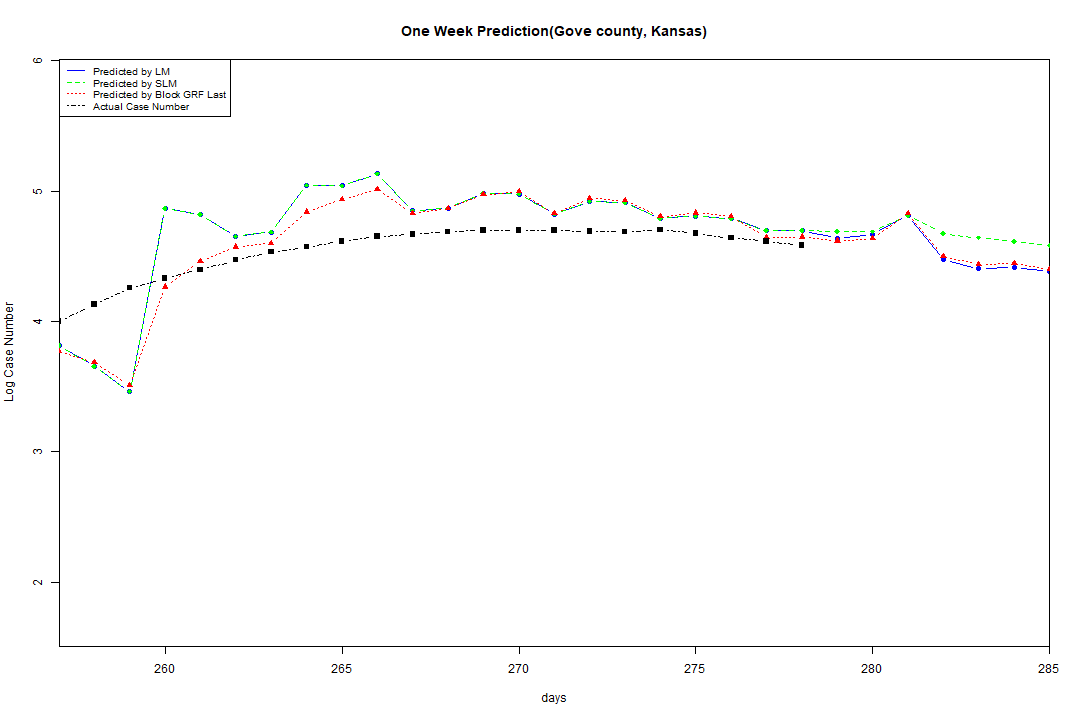 One Week Prediction(Gove county, Kansas)
Predicted by LM
Predicted by SLM
Predicted by Block GRF Last
Actual Case Number
6
5
4
3
2
Log Case Number
260
265
270
275
280
285
days